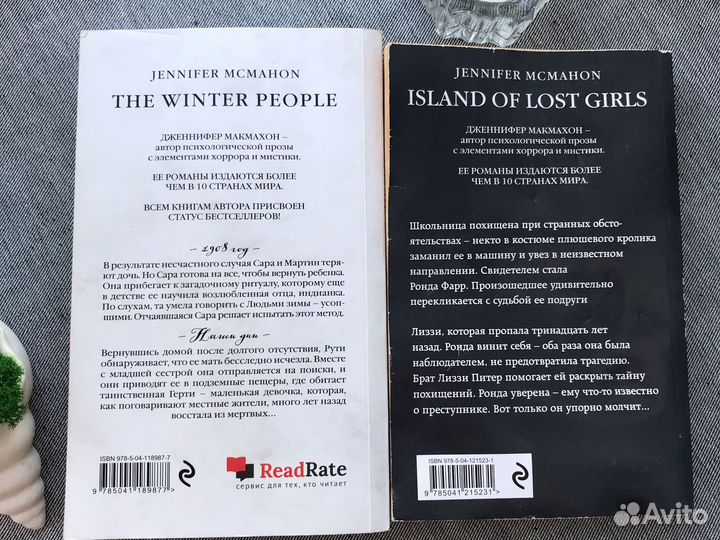 JENNIFER MCMAHON
THE WINTER PEOPLE
ДЖЕННИФЕР МАКМАХОН –
автор психологической прозы
с элементами хоррора и мистики.
ЕЕ РОМАНЫ ИЗДАЮТСЯ БОЛЕЕ
ЧЕМ В 10 СТРАНАХ МИРА.
ВСЕМ КНИГАМ АВТОРА ПРИСВОЕН
СТАТУС БЕСТСЕЛЛЕРОВ!
– 1908 год –
В результате несчастного случая Сара и Мартин теря-
ют дочь. Но Сара готова на все, чтобы вернуть ребенка.
Она прибегает к загадочному ритуалу, которому еще
в детстве ее научила возлюбленная отца, индианка.
По слухам, та умела говорить с Людьми зимы – усоп-
шими. Отчаявшаяся Сара решает испытать этот метод.
– Наши дни –
Вернувшись домой после долгого отсутствия, Рути
обнаруживает, что ее мать бесследно исчезла. Вместе
с младшей сестрой она отправляется на поиски, и
они приводят ее в подземные пещеры, где обитает
таинственная Герти – маленькая девочка, которая,
как поговаривают местные жители, много лет назад
восстала из мертвых...
ISBN 978-5-04-118987-7
9 785041 189877 >
ReadRate
сервис для тех, кто читает
JENNIFER MCMAHON
ISLAND OF LOST GIRLS
ДЖЕННИФЕР МАКМАХОН –
автор психологической прозы
с элементами хоррора и мистики.
ЕЕ РОМАНЫ ИЗДАЮТСЯ БОЛЕЕ
ЧЕМ В 10 СТРАНАХ МИРА.
Школьница похищена при странных обсто-
ятельствах – некто в костюме плюшевого кролика
заманил ее в машину и увез в неизвестном
направлении. Свидетелем стала
Ронда Фарр. Произошедшее удивительно
перекликается с судьбой ее подруги
Лиззи, которая пропала тринадцать лет
назад. Ронда винит себя – оба раза она была
наблюдателем, не предотвратила трагедию.
Брат Лиззи Питер помогает ей раскрыть тайну
похищений. Ронда уверена – ему что-то известно
о преступнике. Вот только он упорно молчит...
ISBN 978-5-04-121523-1
9 785041 215231 >
Avito